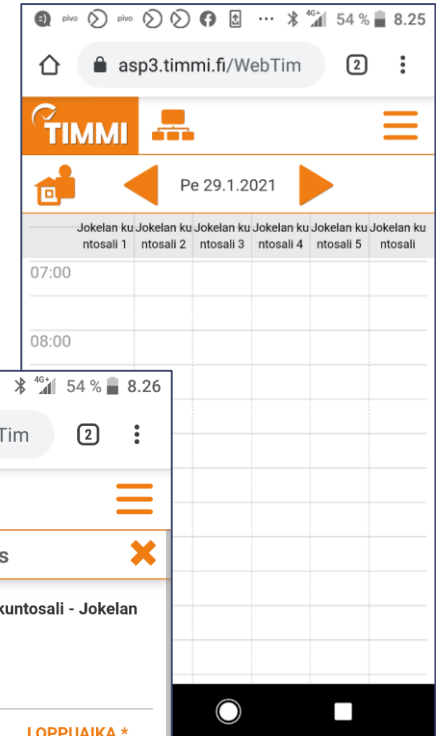 pivo pivo 4G+ 54 % 8.25
asp3.timmi.fi/WebTim 2
TIMMI
Pe 29.1.2021
Jokelan ku Jokelan ku Jokelan ku Jokelan ku Jokelan ku Jokelan ku
ntosali 1 ntosali 2 ntosali 3 ntosali 4 ntosali 5 ntosali
07:00
08:00
4G+ 54 % 8.26
Tim 2
s
kuntosali - Jokelan
LOPPUAIKA *